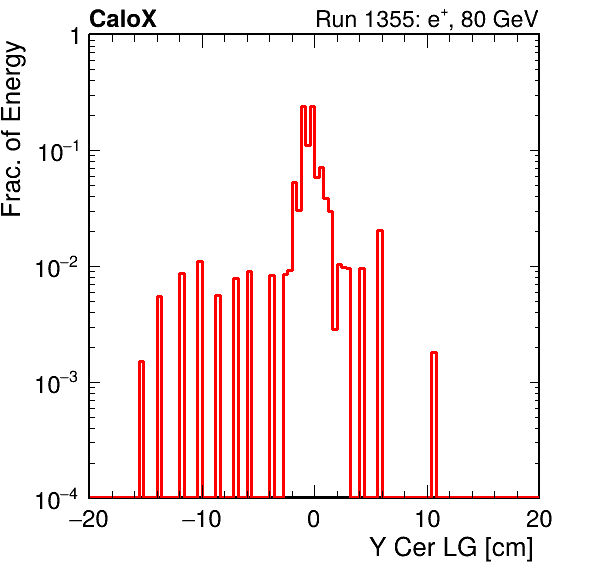 CaloX Run 1355: e⁺, 80 GeV
Frac. of Energy
1
10⁻¹
10⁻²
10⁻³
10⁻⁴
−20 −10 0 10 20
Y Cer LG [cm]